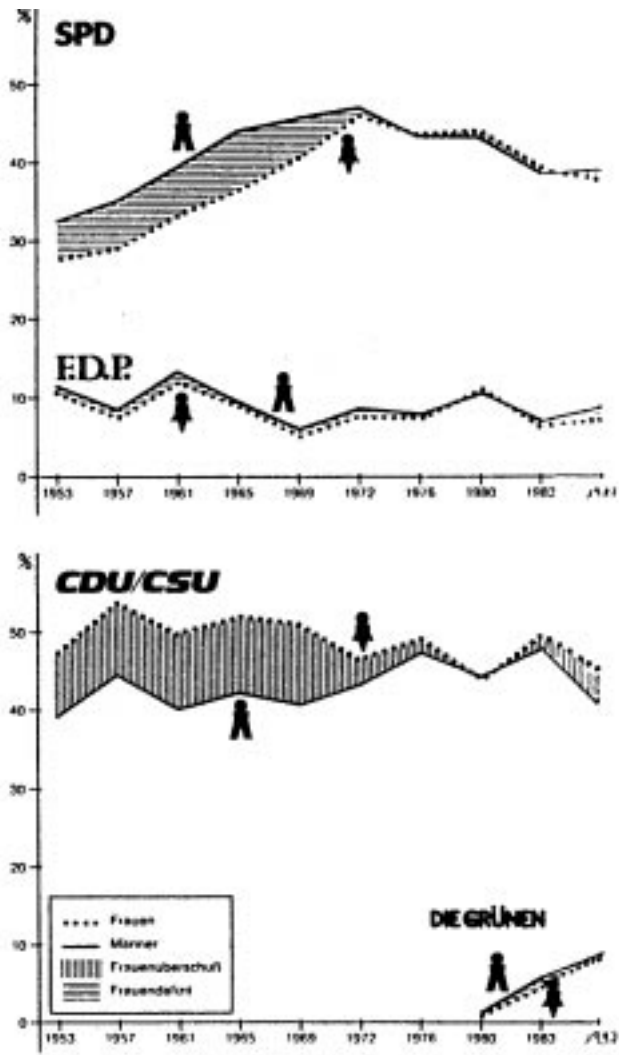 %
SPD
50
40
30
20
F.D.P.
10
0
1953 1957 1961 1965 1969 1972 1976 1980 1983
%
CDU/CSU
50
40
30
20
10
0
Frauen
Männer
Frauenüberschuß
Frauendefizit
DIE GRÜNEN
1953 1957 1961 1965 1969 1972 1976 1980 1983